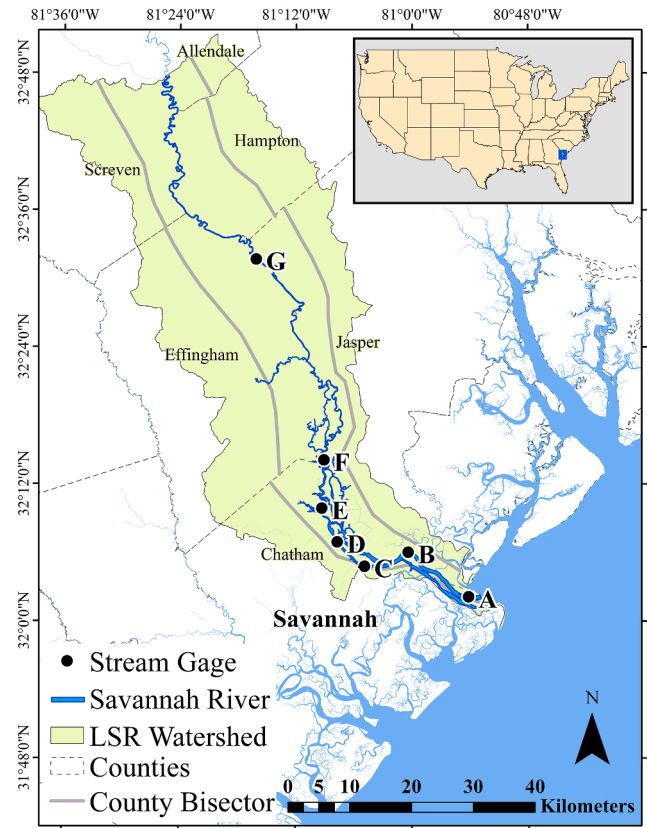 81°36'0"W 81°24'0"W 81°12'0"W 81°00'0"W 80°48'0"W
32°48'0"N
32°36'0"N
32°24'0"N
32°12'0"N
32°00'0"N
31°48'0"N
Allendale
Hampton
Screven
G
Jasper
Effingham
F
E
D
B
C
Chatham
A
Savannah
Stream Gage
Savannah River
LSR Watershed
Counties
County Bisector
N
0 5 10 20 30 40
Kilometers